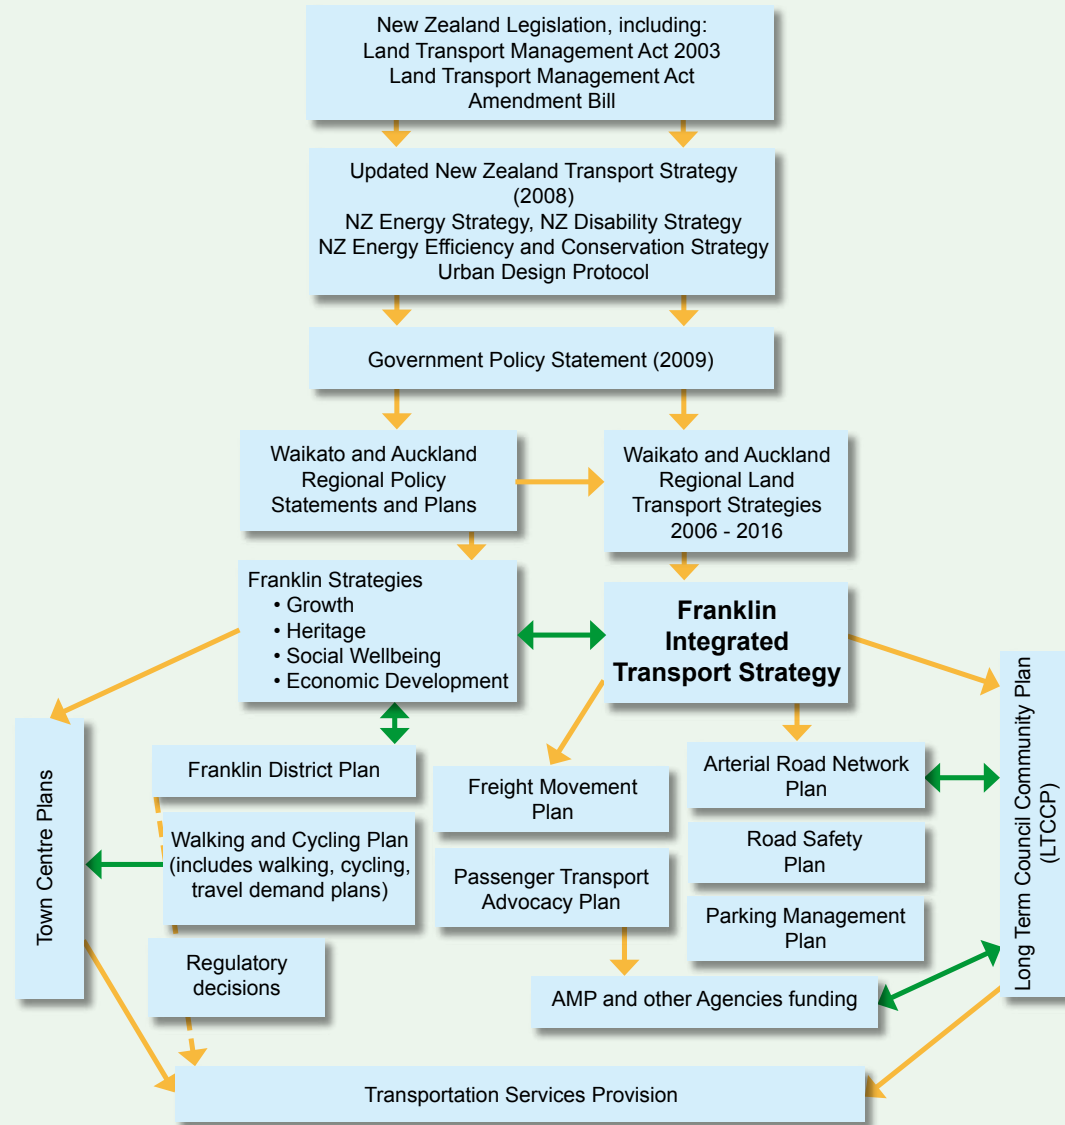 New Zealand Legislation, including:
Land Transport Management Act 2003
Land Transport Management Act
Amendment Bill
Updated New Zealand Transport Strategy
(2008)
NZ Energy Strategy, NZ Disability Strategy
NZ Energy Efficiency and Conservation Strategy
Urban Design Protocol
Government Policy Statement (2009)
Waikato and Auckland
Regional Policy
Statements and Plans
Waikato and Auckland
Regional Land
Transport Strategies
2006 - 2016
Franklin Strategies
• Growth
• Heritage
• Social Wellbeing
• Economic Development
Franklin
Integrated
Transport Strategy
Town Centre Plans
Franklin District Plan
Walking and Cycling Plan
(includes walking, cycling,
travel demand plans)
Regulatory
decisions
Freight Movement
Plan
Passenger Transport
Advocacy Plan
Arterial Road Network
Plan
Road Safety
Plan
Parking Management
Plan
AMP and other Agencies funding
Long Term Council Community Plan
(LTCCP)
Transportation Services Provision